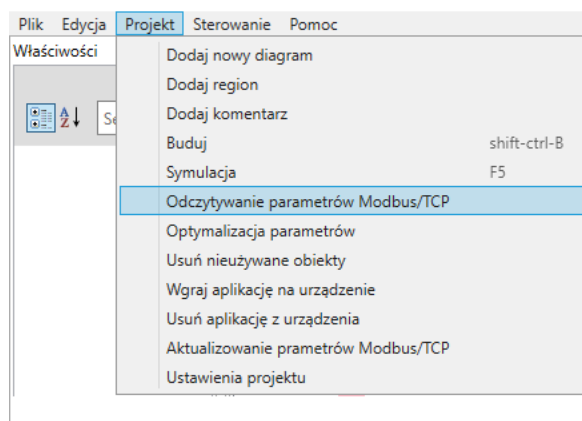 Plik Edycja Projekt Sterowanie Pomoc
Właściwości
Dodaj nowy diagram
Dodaj region
Dodaj komentarz
Buduj shift-ctrl-B
Symulacja F5
Odczytywanie parametrów Modbus/TCP
Optymalizacja parametrów
Usuń nieużywane obiekty
Wgraj aplikację na urządzenie
Usuń aplikację z urządzenia
Aktualizowanie prametrów Modbus/TCP
Ustawienia projektu